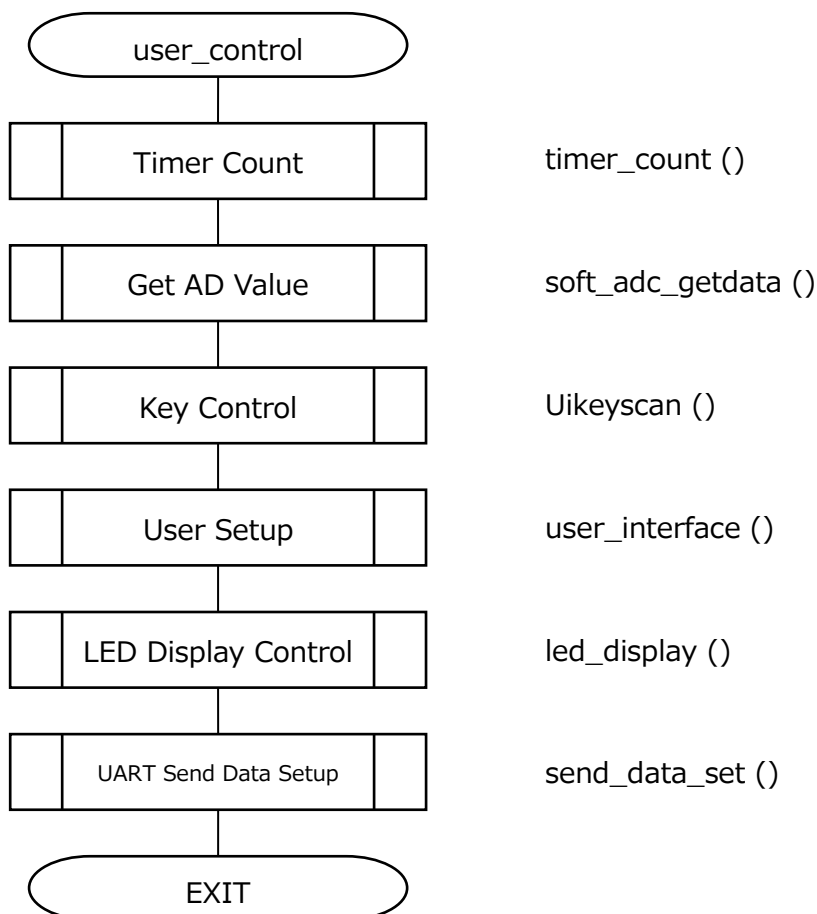 user_control
Timer Count timer_count ()
Get AD Value soft_adc_getdata ()
Key Control Uikeyscan ()
User Setup user_interface ()
LED Display Control led_display ()
UART Send Data Setup send_data_set ()
EXIT